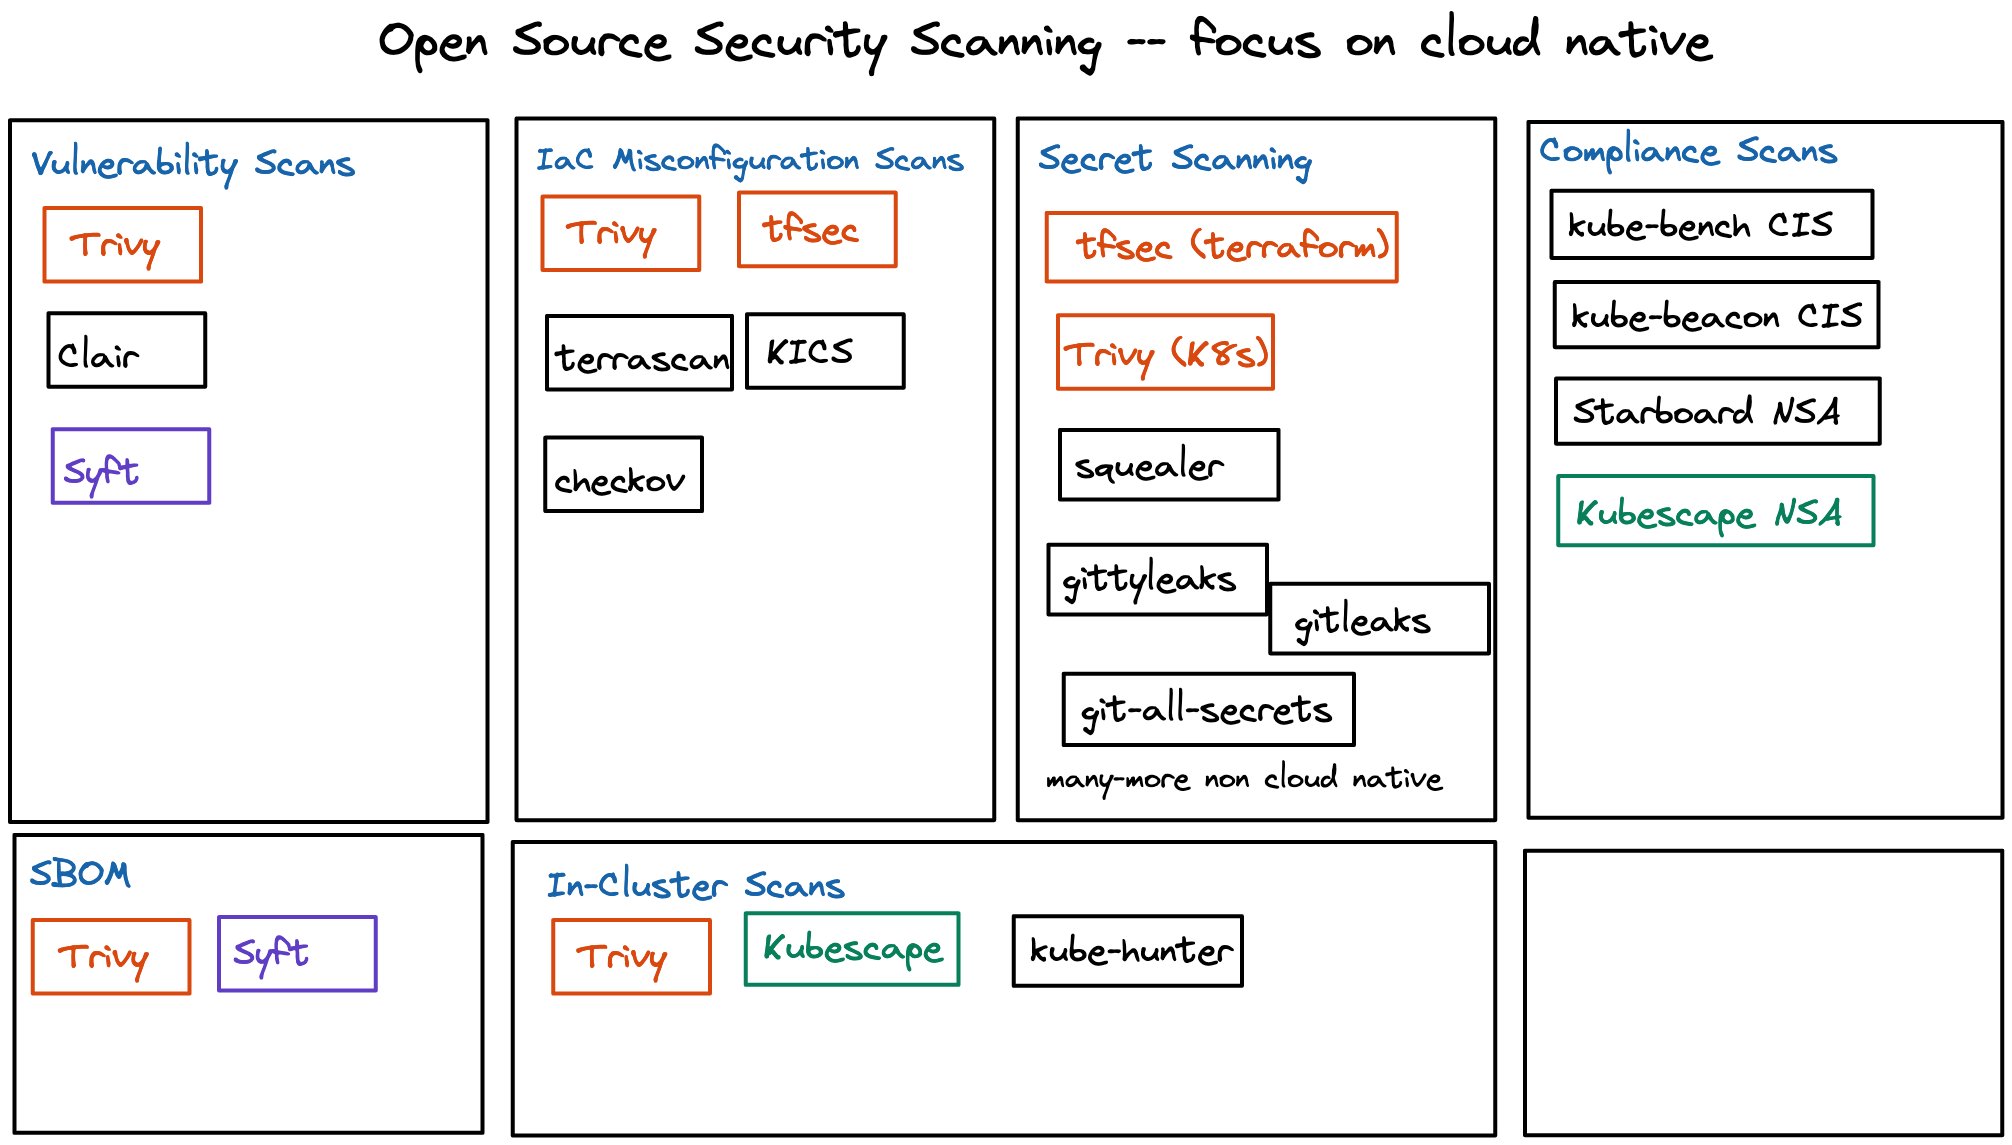 Open Source Security Scanning -- focus on cloud native
Vulnerability Scans
Trivy
Clair
Syft
IaC Misconfiguration Scans
Trivy
tfsec
terrascan
KICS
checkov
Secret Scanning
tfsec (terraform)
Trivy (K8s)
squealer
gittyleaks
gitleaks
git-all-secrets
many-more non cloud native
Compliance Scans
kube-bench CIS
kube-beacon CIS
Starboard NSA
Kubescape NSA
SBOM
Trivy
Syft
In-Cluster Scans
Trivy
Kubescape
kube-hunter